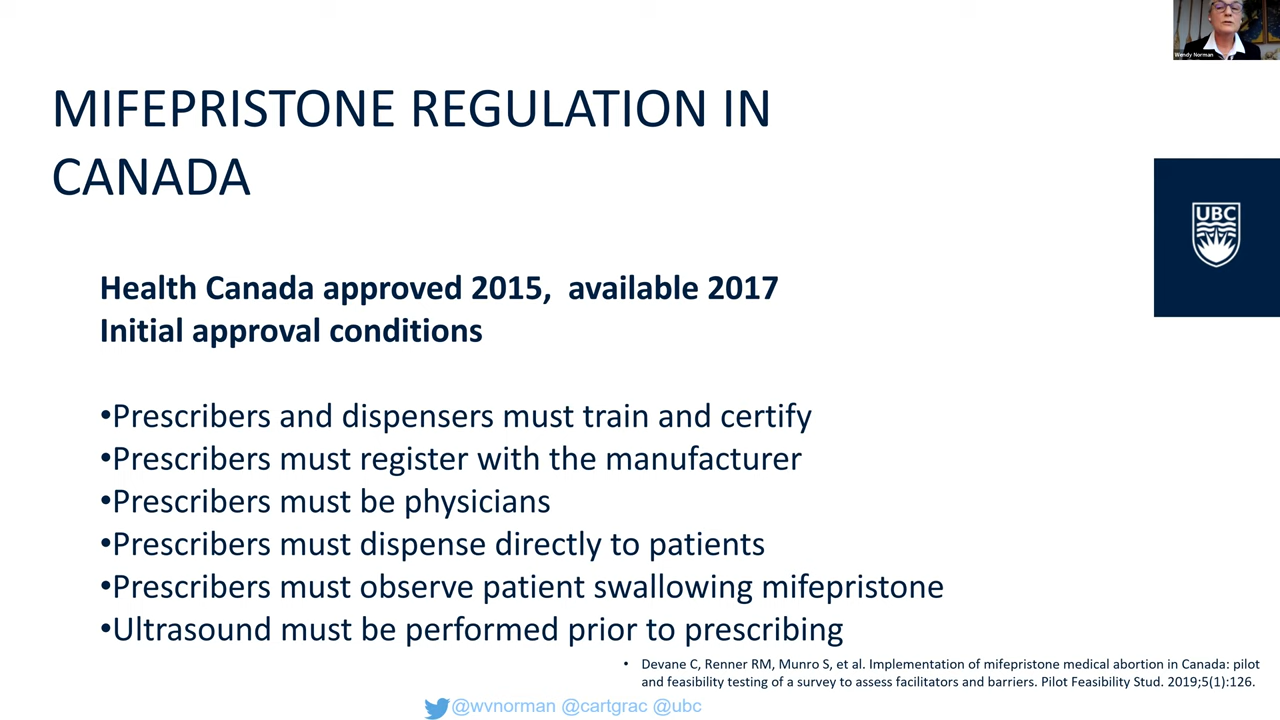 Wendy Norman
MIFEPRISTONE REGULATION IN
CANADA
UBC
Health Canada approved 2015,  available 2017
Initial approval conditions
•Prescribers and dispensers must train and certify
•Prescribers must register with the manufacturer
•Prescribers must be physicians
•Prescribers must dispense directly to patients
•Prescribers must observe patient swallowing mifepristone
•Ultrasound must be performed prior to prescribing
• Devane C, Renner RM, Munro S, et al. Implementation of mifepristone medical abortion in Canada: pilot
and feasibility testing of a survey to assess facilitators and barriers. Pilot Feasibility Stud. 2019;5(1):126.
@wvnorman @cartgrac @ubc